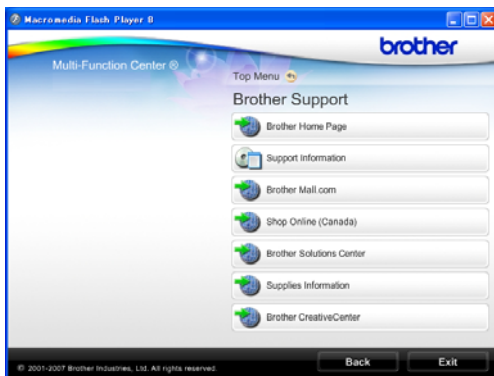 Macromedia Flash Player 8
brother
Multi-Function Center ®
Top Menu
Brother Support
Brother Home Page
Support Information
Brother Mall.com
Shop Online (Canada)
Brother Solutions Center
Supplies Information
Brother CreativeCenter
© 2001-2007 Brother Industries, Ltd. All rights reserved.
Back
Exit